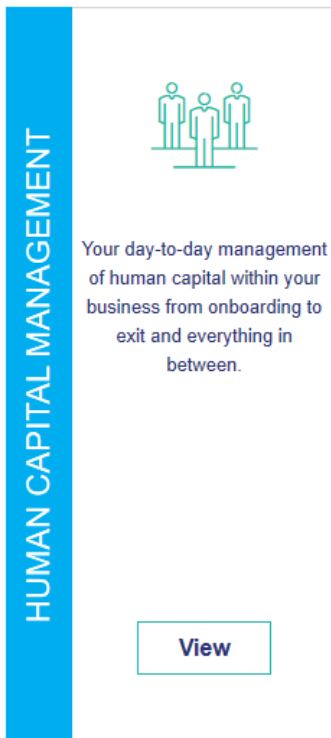 HUMAN CAPITAL MANAGEMENT
Your day-to-day management
of human capital within your
business from onboarding to
exit and everything in
between.
View